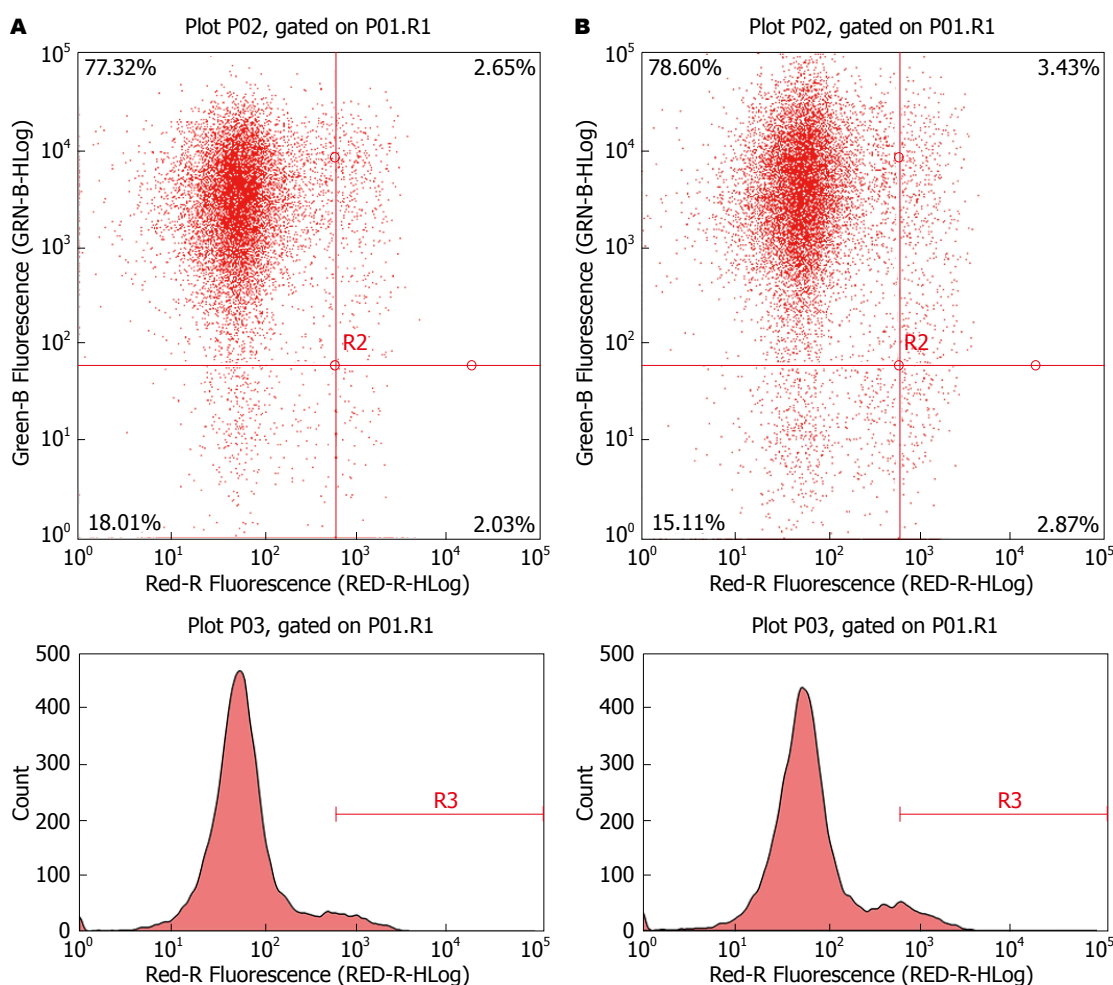 A
Plot P02, gated on P01.R1
10^5
77.32%
2.65%
10^4
10^3
10^2
R2
10^1
18.01%
2.03%
10^0
10^0 10^1 10^2 10^3 10^4 10^5
Green-B Fluorescence (GRN-B-HLog)
Red-R Fluorescence (RED-R-HLog)
B
Plot P02, gated on P01.R1
10^5
78.60%
3.43%
10^4
10^3
10^2
R2
10^1
15.11%
2.87%
10^0
10^0 10^1 10^2 10^3 10^4 10^5
Green-B Fluorescence (GRN-B-HLog)
Red-R Fluorescence (RED-R-HLog)
Plot P03, gated on P01.R1
500
400
300
R3
200
100
0
10^0 10^1 10^2 10^3 10^4 10^5
Count
Red-R Fluorescence (RED-R-HLog)
Plot P03, gated on P01.R1
500
400
300
R3
200
100
0
10^0 10^1 10^2 10^3 10^4 10^5
Count
Red-R Fluorescence (RED-R-HLog)